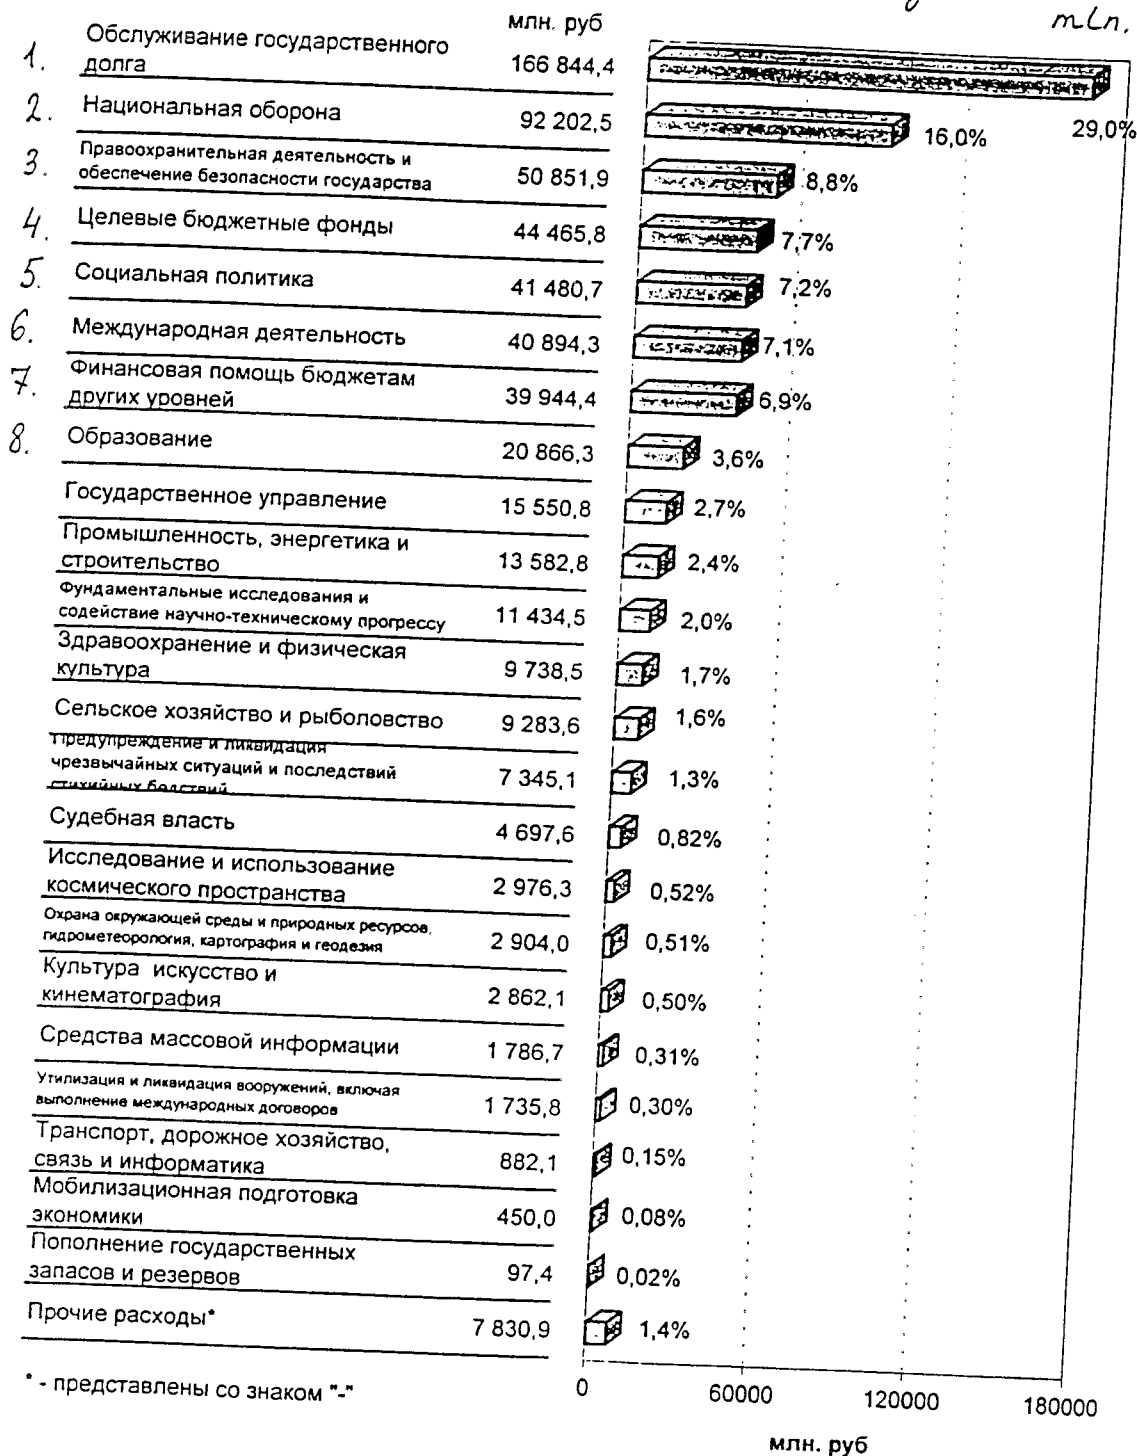 mLn.
млн. руб
1. Обслуживание государственного
долга 166 844,4 29,0%
2. Национальная оборона 92 202,5 16,0%
3. Правоохранительная деятельность и
обеспечение безопасности государства 50 851,9 8,8%
4. Целевые бюджетные фонды 44 465,8 7,7%
5. Социальная политика 41 480,7 7,2%
6. Международная деятельность 40 894,3 7,1%
7. Финансовая помощь бюджетам
других уровней 39 944,4 6,9%
8. Образование 20 866,3 3,6%
Государственное управление 15 550,8 2,7%
Промышленность, энергетика и
строительство 13 582,8 2,4%
Фундаментальные исследования и
содействие научно-техническому прогрессу 11 434,5 2,0%
Здравоохранение и физическая
культура 9 738,5 1,7%
Сельское хозяйство и рыболовство 9 283,6 1,6%
Предупреждение и ликвидация
чрезвычайных ситуаций и последствий 7 345,1 1,3%
стихийных бедствий
Судебная власть 4 697,6 0,82%
Исследование и использование
космического пространства 2 976,3 0,52%
Охрана окружающей среды и природных ресурсов,
гидрометеорология, картография и геодезия 2 904,0 0,51%
Культура искусство и
кинематография 2 862,1 0,50%
Средства массовой информации 1 786,7 0,31%
Утилизация и ликвидация вооружений, включая
выполнение международных договоров 1 735,8 0,30%
Транспорт, дорожное хозяйство,
связь и информатика 882,1 0,15%
Мобилизационная подготовка
экономики 450,0 0,08%
Пополнение государственных
запасов и резервов 97,4 0,02%
Прочие расходы* 7 830,9 1,4%
* - представлены со знаком "-"
0 60000 120000 180000
млн. руб